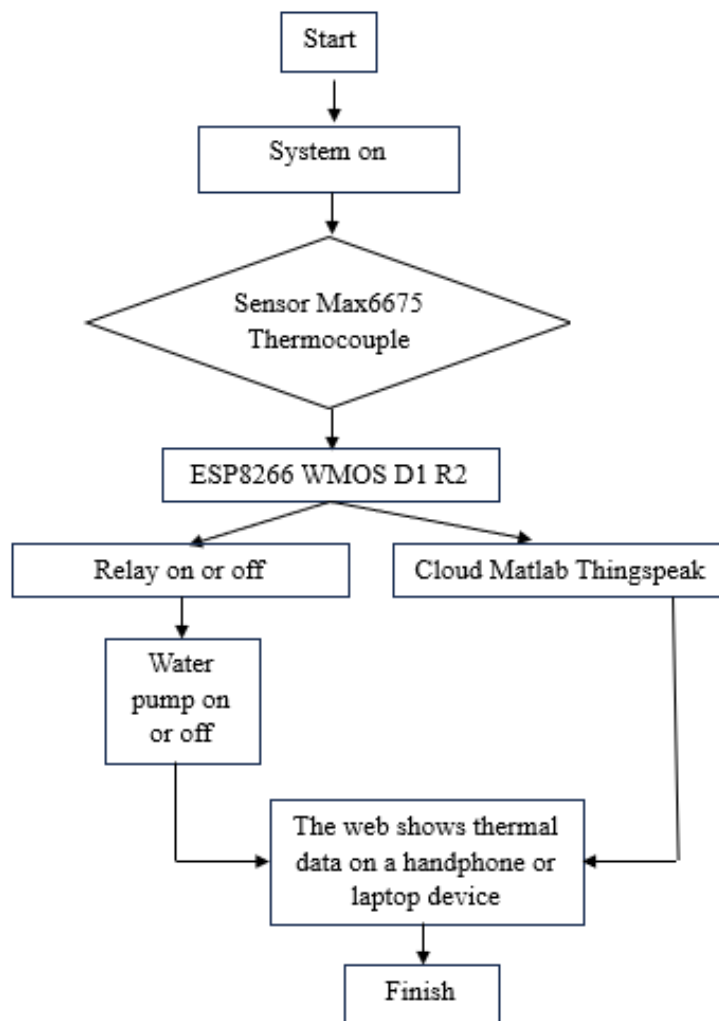 Start
System on
Sensor Max6675
Thermocouple
ESP8266 WMOS D1 R2
Relay on or off
Cloud Matlab Thingspeak
Water
pump on
or off
The web shows thermal
data on a handphone or
laptop device
Finish